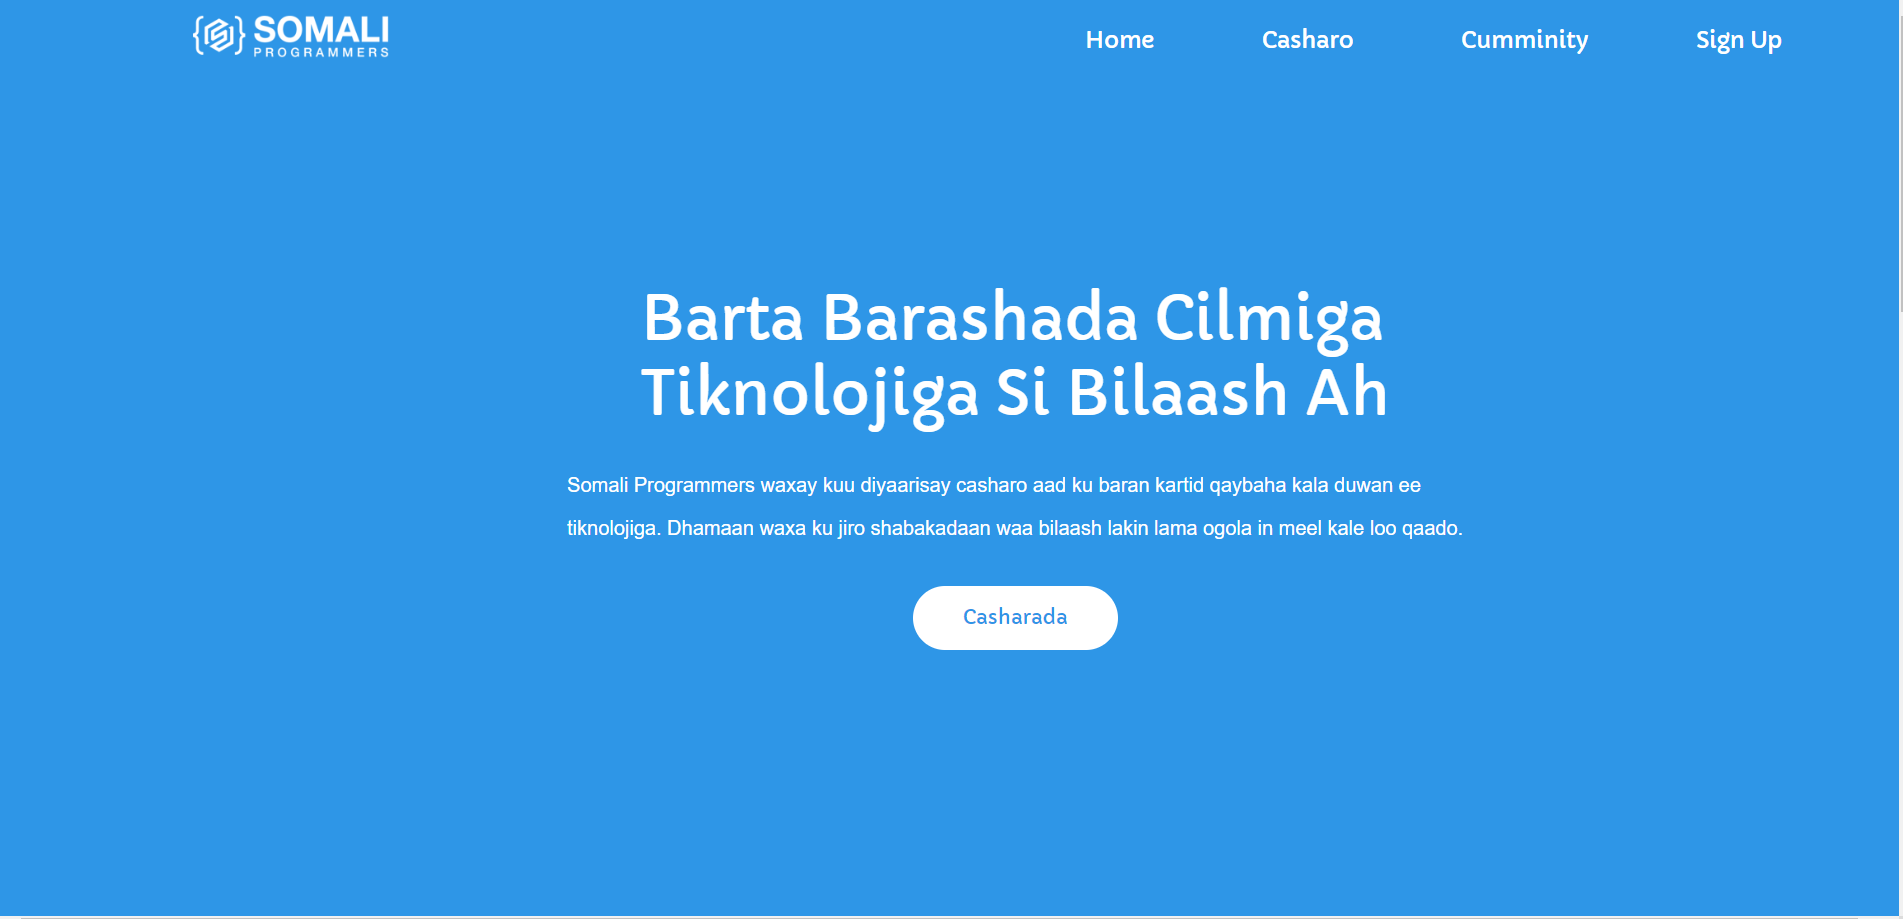 SOMALI
PROGRAMMERS
Home Casharo Cumminity Sign Up
Barta Barashada Cilmiga
Tiknolojiga Si Bilaash Ah
Somali Programmers waxay kuu diyaarisay casharo aad ku baran kartid qaybaha kala duwan ee
tiknolojiga. Dhamaan waxa ku jiro shabakadaan waa bilaash lakin lama ogola in meel kale loo qaado.
Casharada